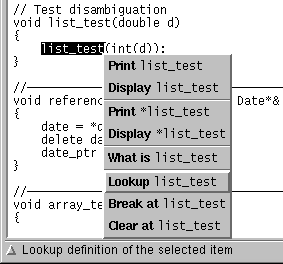 // Test disambiguation
void list_test(double d)
{
list_test(int(d));
}
Print list_test
Display list_test
Print *list_test
Display *list_test
What is list_test
Lookup list_test
Break at list_test
Clear at list_test
//
void referenc Date*&
{
date = *d
delete da
date_ptr
}
//
void array_te
{
Lookup definition of the selected item